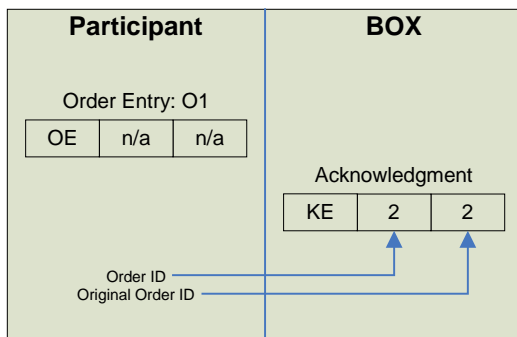 Participant
BOX
Order Entry: O1
OE n/a n/a
Acknowledgment
KE 2 2
Order ID
Original Order ID